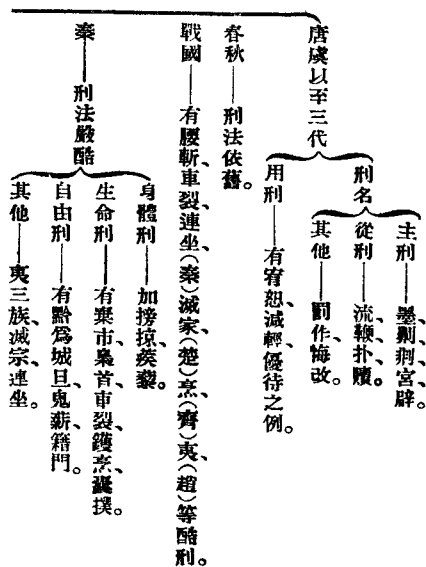 唐虞以至三代
刑名
主刑——墨、劓、剕、宮、辟。
從刑——流、鞭、扑、贖。
其他——罰作、悔改。
用刑——有宥恕、減輕、優待之例。
春秋——刑法依舊。
戰國——有腰斬、車裂、連坐、(秦)滅家、(楚)烹、(齊)夷、(趙)等酷刑。
秦——刑法嚴酷
身體刑——加搒掠、
生命刑——有棄市、梟首、車裂、鑊烹、囊撲。
自由刑——有黥爲城旦、鬼薪、籍門。
其他——夷三族、滅宗、連坐。